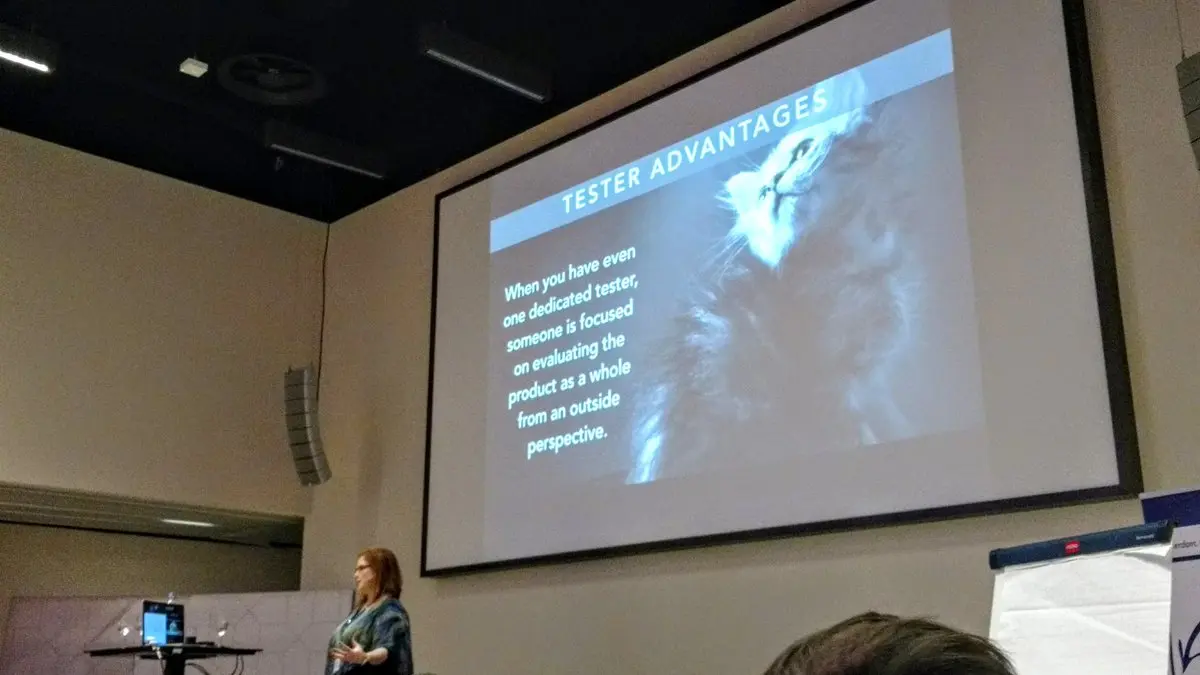 TESTER ADVANTAGES
When you have even
one dedicated tester,
someone is focused
on evaluating the
product as a whole
from an outside
perspective.